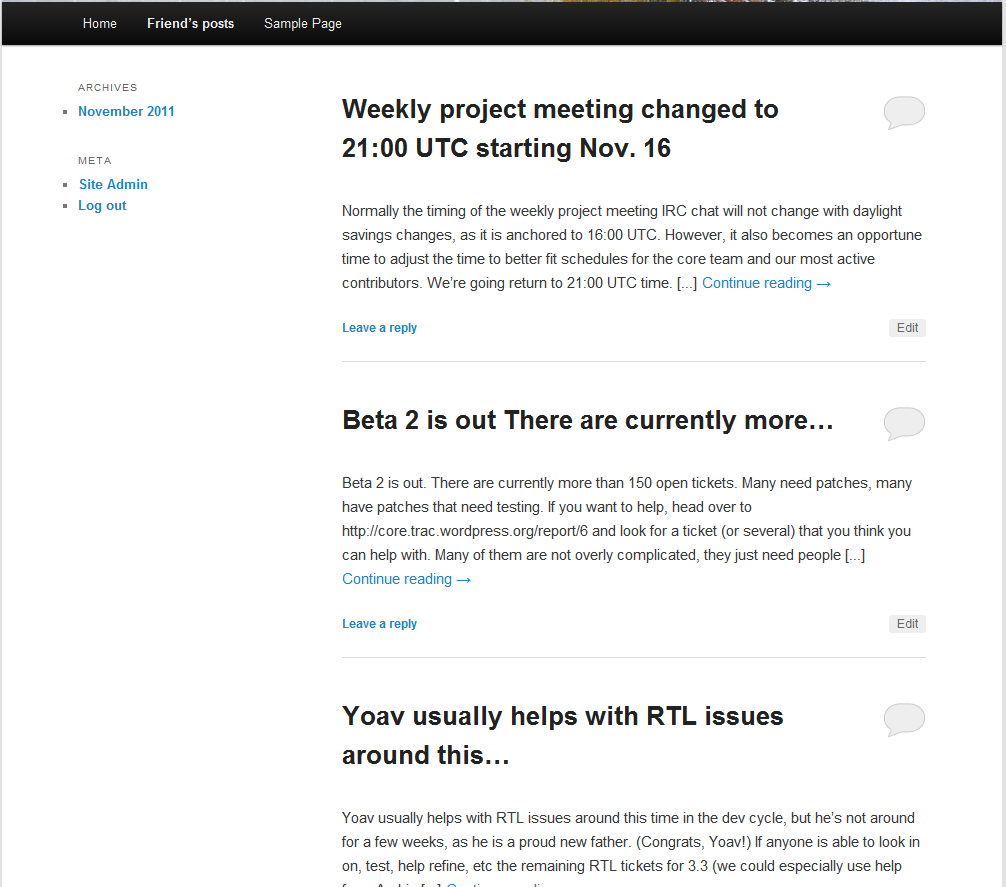 Home Friend's posts Sample Page
ARCHIVES
November 2011
META
Site Admin
Log out
Weekly project meeting changed to
21:00 UTC starting Nov. 16
Normally the timing of the weekly project meeting IRC chat will not change with daylight
savings changes, as it is anchored to 16:00 UTC. However, it also becomes an opportune
time to adjust the time to better fit schedules for the core team and our most active
contributors. We're going return to 21:00 UTC time. [...] Continue reading →
Leave a reply Edit
Beta 2 is out There are currently more…
Beta 2 is out. There are currently more than 150 open tickets. Many need patches, many
have patches that need testing. If you want to help, head over to
http://core.trac.wordpress.org/report/6 and look for a ticket (or several) that you think you
can help with. Many of them are not overly complicated, they just need people [...]
Continue reading →
Leave a reply Edit
Yoav usually helps with RTL issues
around this…
Yoav usually helps with RTL issues around this time in the dev cycle, but he's not around
for a few weeks, as he is a proud new father. (Congrats, Yoav!) If anyone is able to look in
on, test, help refine, etc the remaining RTL tickets for 3.3 (we could especially use help